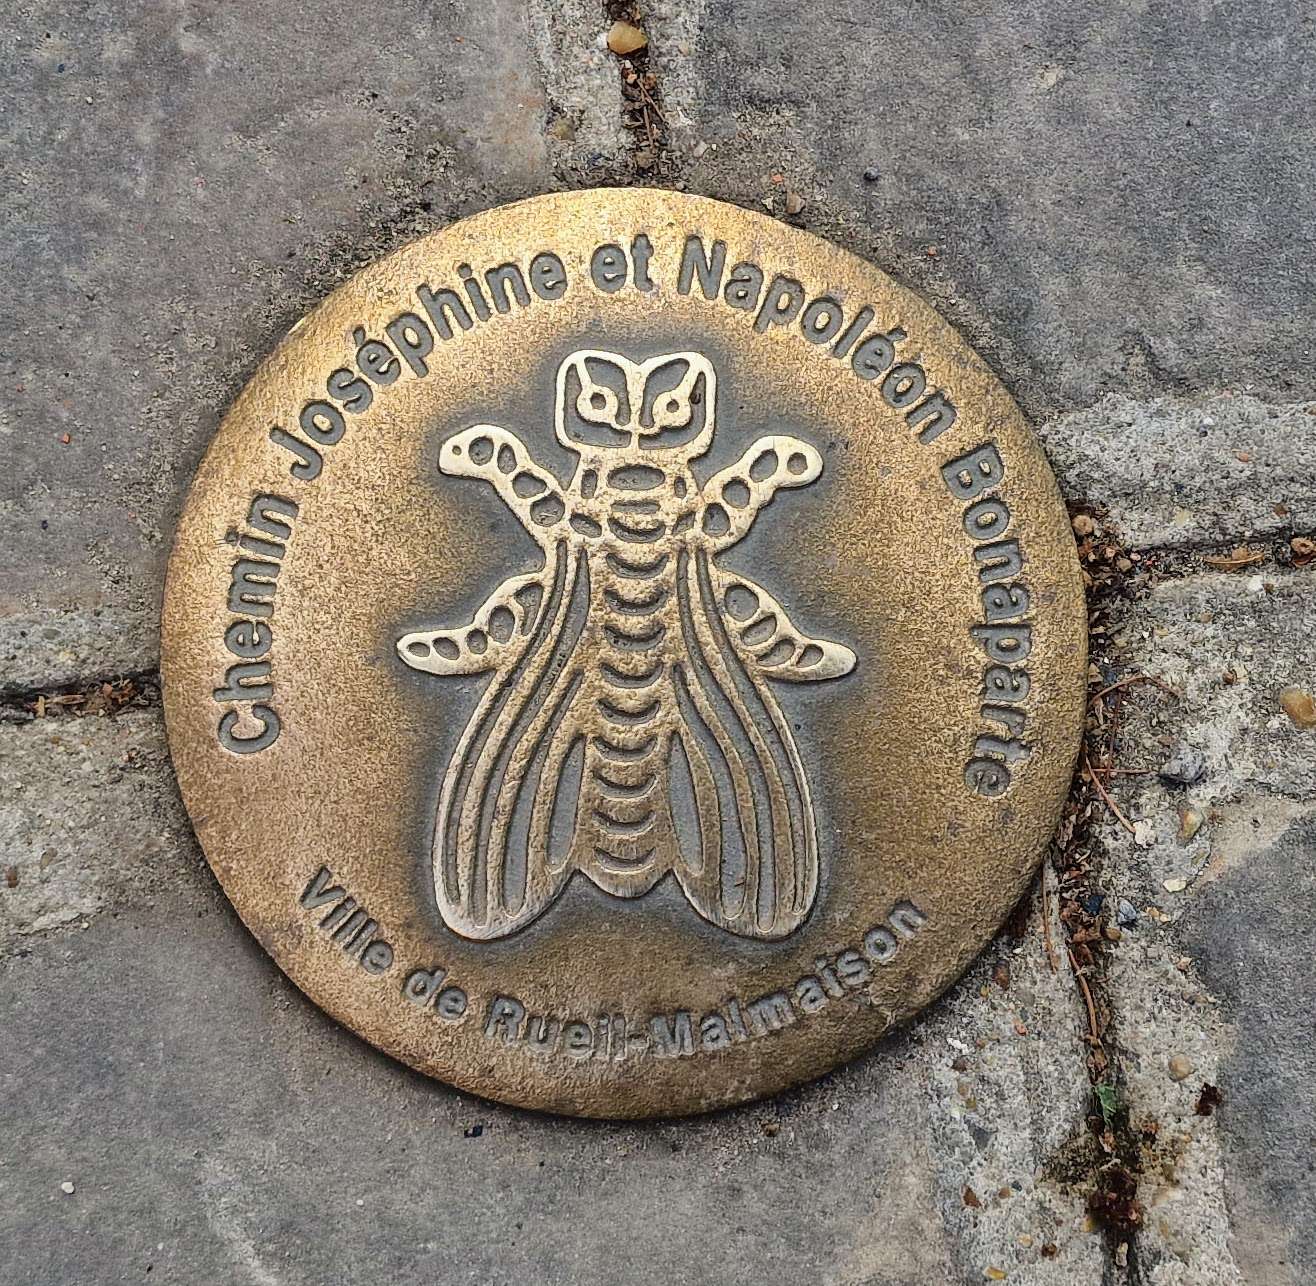 Chemin Joséphine et Napoléon Bonaparte
Ville de Rueil-Malmaison